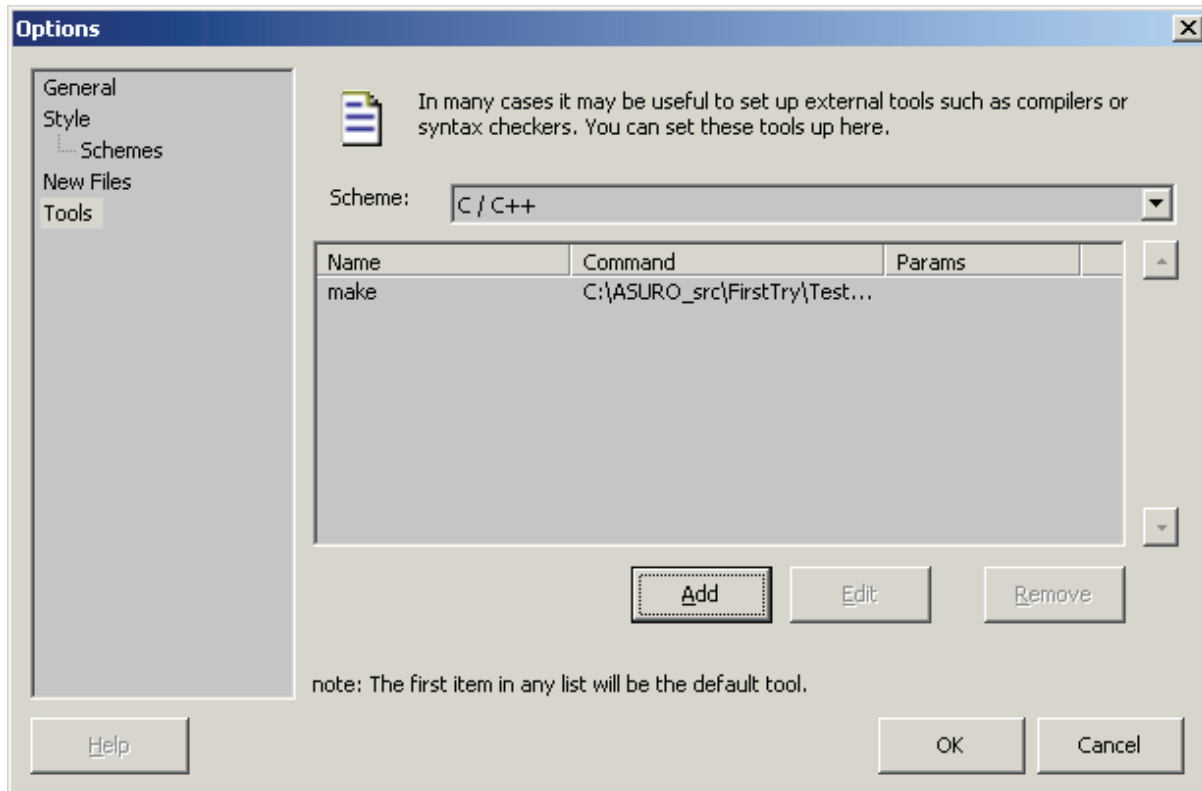 Options
General
Style
Schemes
New Files
Tools
In many cases it may be useful to set up external tools such as compilers or
syntax checkers. You can set these tools up here.
Scheme: C / C++
Name Command Params
make C:\ASURO_src\FirstTry\Test...
Add Edit Remove
note: The first item in any list will be the default tool.
Help OK Cancel